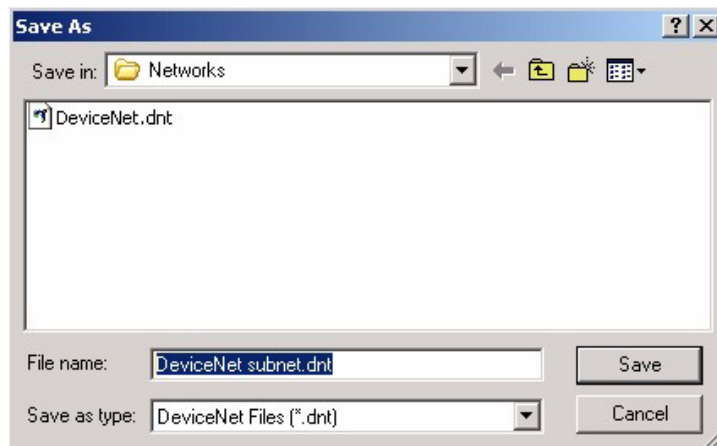 Save As
Save in: Networks
DeviceNet.dnt
File name: DeviceNet subnet.dnt Save
Save as type: DeviceNet Files (*.dnt) Cancel